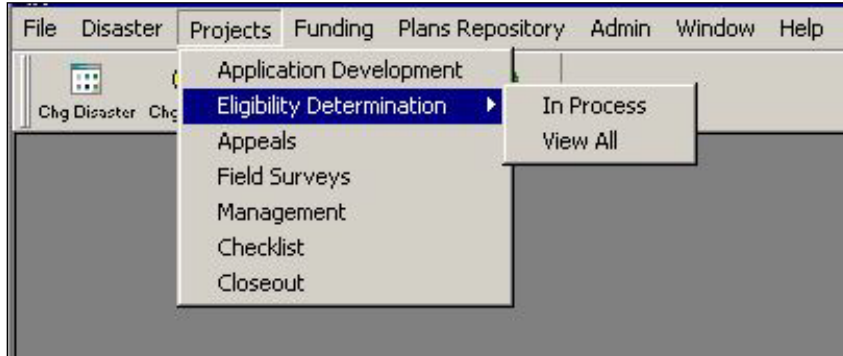 File Disaster Projects Funding Plans Repository Admin Window Help
Chg Disaster Chg
Application Development
Eligibility Determination
In Process
View All
Appeals
Field Surveys
Management
Checklist
Closeout